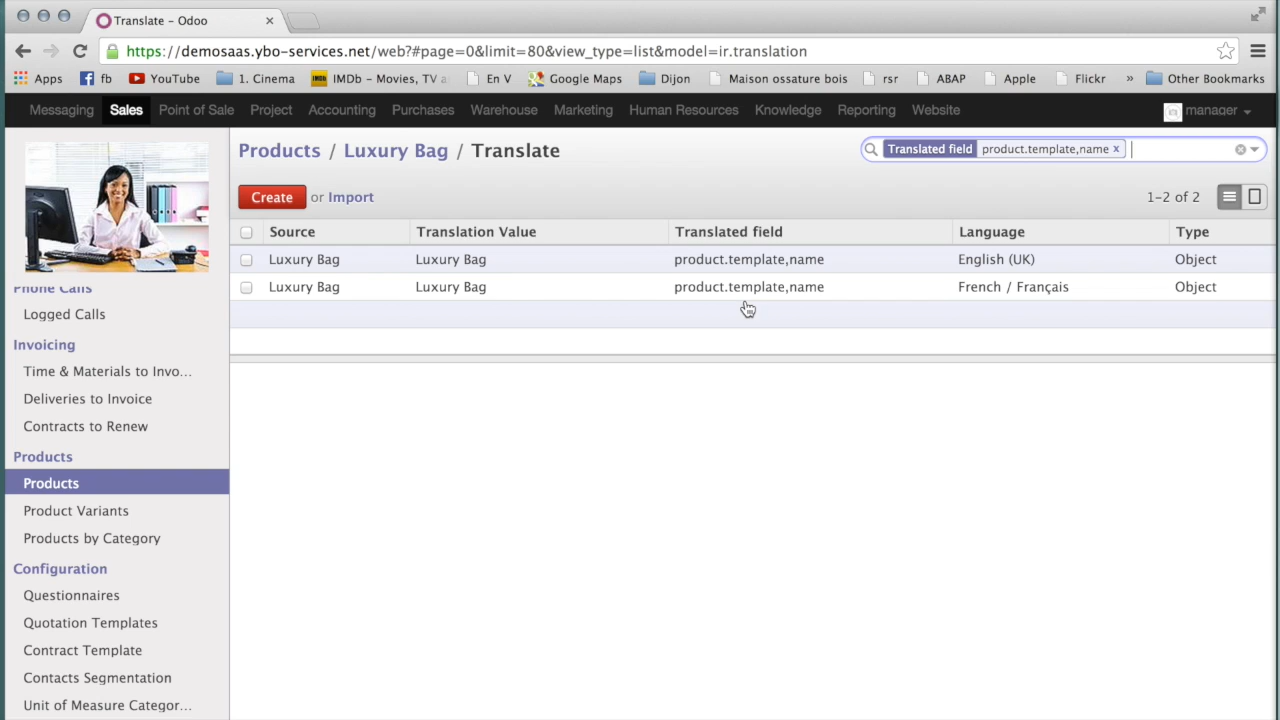 Translate – Odoo
https://demosaas.ybo-services.net/web?#page=0&limit=80&view_type=list&model=ir.translation
Apps fb YouTube 1. Cinema IMDb – Movies, TV a En V Google Maps Dijon Maison ossature bois rsr ABAP Apple Flickr » Other Bookmarks
Messaging Sales Point of Sale Project Accounting Purchases Warehouse Marketing Human Resources Knowledge Reporting Website manager
Products / Luxury Bag / Translate
Translated field product.template,name x
Create or Import
1–2 of 2
Source Translation Value Translated field Language Type
Luxury Bag Luxury Bag product.template,name English (UK) Object
Luxury Bag Luxury Bag product.template,name French / Français Object
Phone Calls
Logged Calls
Invoicing
Time & Materials to Invo...
Deliveries to Invoice
Contracts to Renew
Products
Products
Product Variants
Products by Category
Configuration
Questionnaires
Quotation Templates
Contract Template
Contacts Segmentation
Unit of Measure Categor...